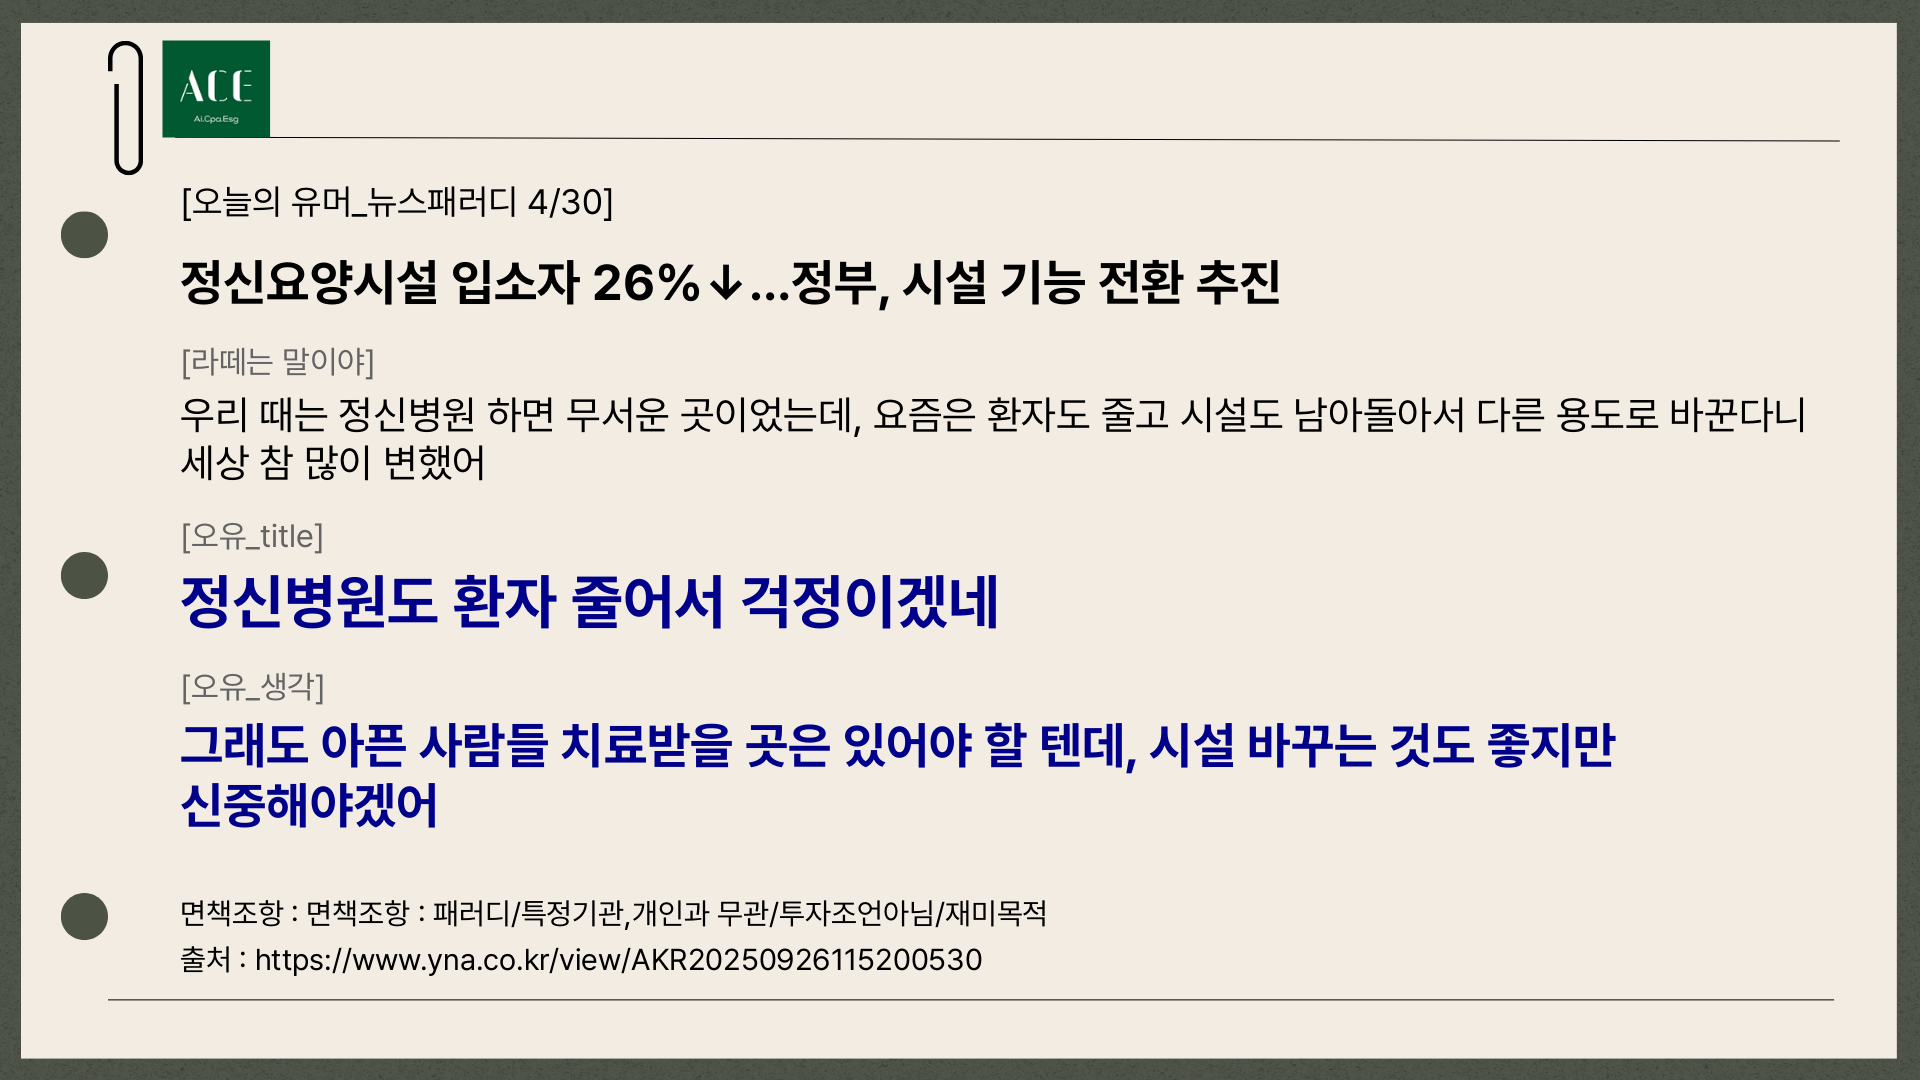 ACE
Ai.Cpa.Esg
[오늘의 유머_뉴스패러디 4/30]
정신요양시설 입소자 26%↓...정부, 시설 기능 전환 추진
[라떼는 말이야]
우리 때는 정신병원 하면 무서운 곳이었는데, 요즘은 환자도 줄고 시설도 남아돌아서 다른 용도로 바꾼다니
세상 참 많이 변했어
[오유_title]
정신병원도 환자 줄어서 걱정이겠네
[오유_생각]
그래도 아픈 사람들 치료받을 곳은 있어야 할 텐데, 시설 바꾸는 것도 좋지만
신중해야겠어
면책조항 : 면책조항 : 패러디/특정기관,개인과 무관/투자조언아님/재미목적
출처 : https://www.yna.co.kr/view/AKR20250926115200530